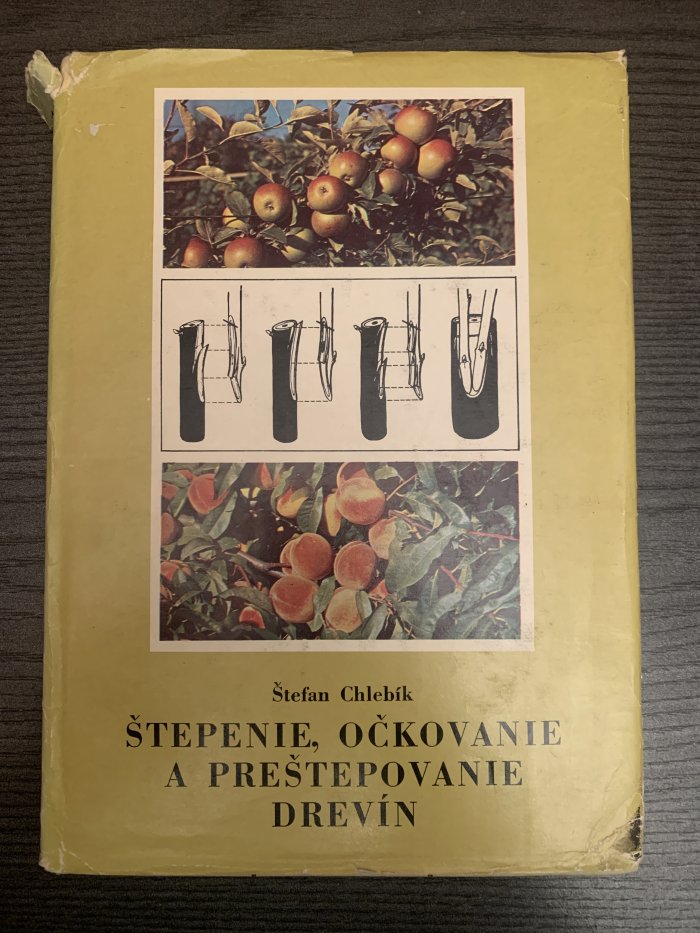 Štefan Chlebík
ŠTEPENIE, OČKOVANIE
A PREŠTEPOVANIE
DREVÍN